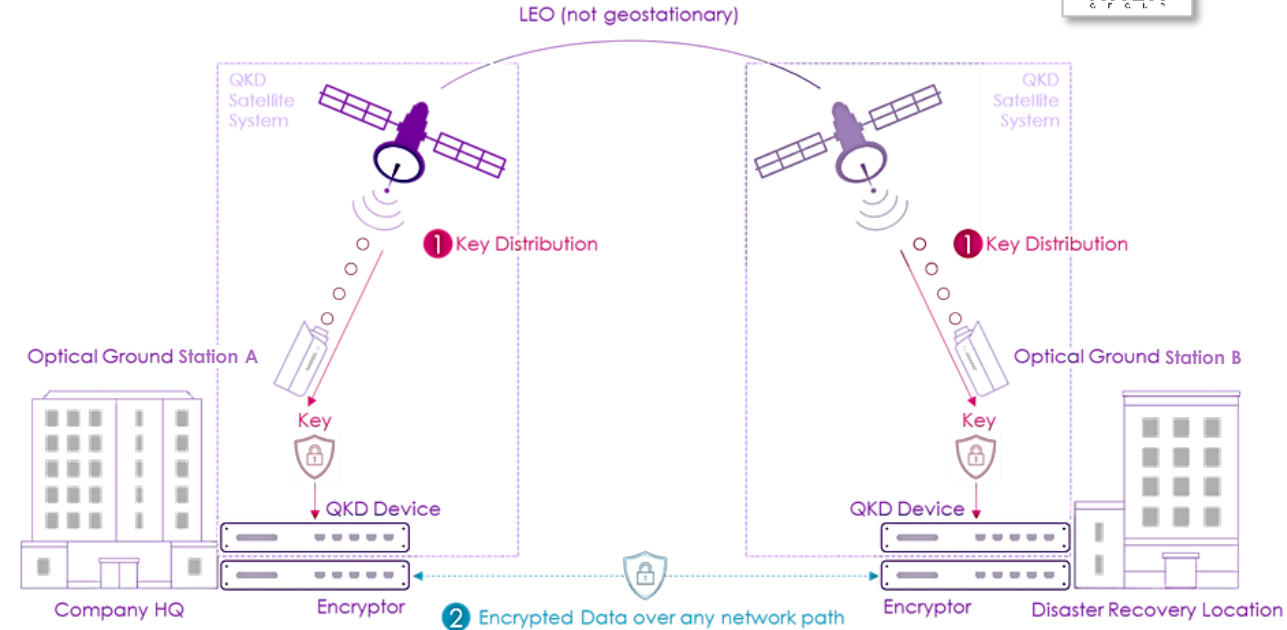 LEO (not geostationary)
QKD
Satellite
System
QKD
Satellite
System
1 Key Distribution
1 Key Distribution
Optical Ground Station A
Optical Ground Station B
Key
Key
QKD Device
QKD Device
Company HQ
Encryptor
Encryptor
Disaster Recovery Location
2 Encrypted Data over any network path